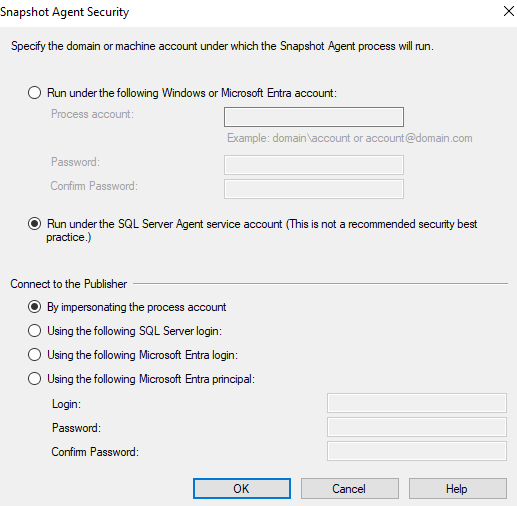 Snapshot Agent Security
Specify the domain or machine account under which the Snapshot Agent process will run.
Run under the following Windows or Microsoft Entra account:
Process account:
Example: domain\account or account@domain.com
Password:
Confirm Password:
Run under the SQL Server Agent service account (This is not a recommended security best
practice.)
Connect to the Publisher
By impersonating the process account
Using the following SQL Server login:
Using the following Microsoft Entra login:
Using the following Microsoft Entra principal:
Login:
Password:
Confirm Password:
OK Cancel Help